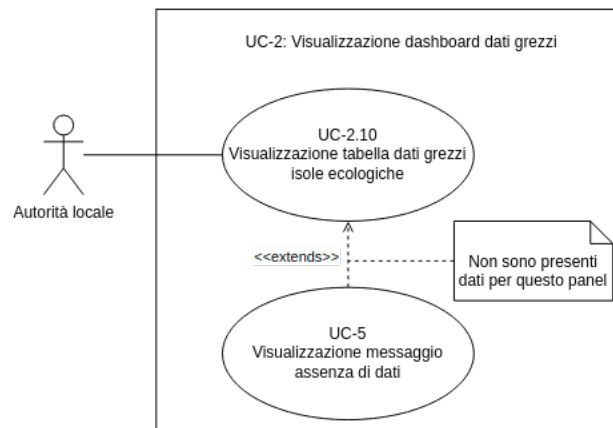 UC-2: Visualizzazione dashboard dati grezzi
UC-2.10
Visualizzazione tabella dati grezzi
isole ecologiche
Autorità locale
<<extends>>
Non sono presenti
dati per questo panel
UC-5
Visualizzazione messaggio
assenza di dati